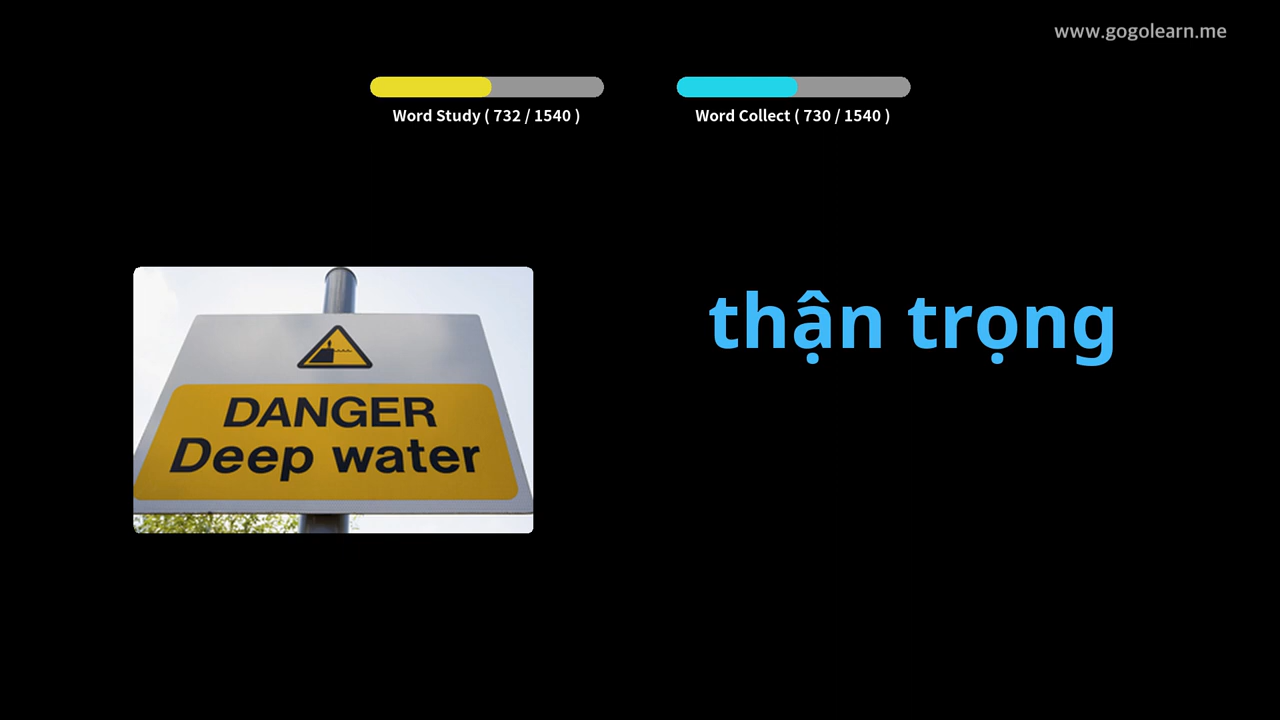 www.gogolearn.me
Word Study ( 732 / 1540 )
Word Collect ( 730 / 1540 )
thận trọng
DANGER
Deep water